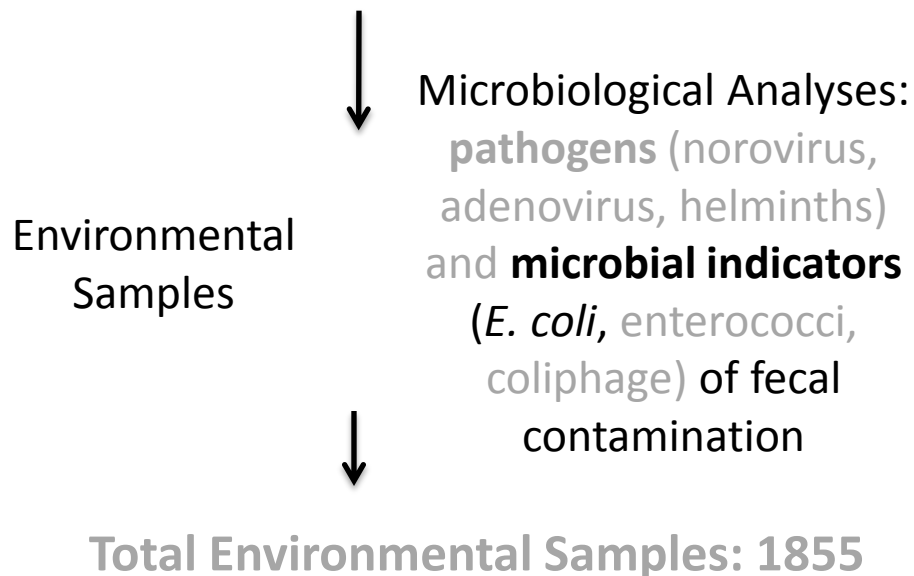 Microbiological Analyses:
pathogens (norovirus,
adenovirus, helminths)
and microbial indicators
(E. coli, enterococci,
coliphage) of fecal
contamination
Environmental
Samples
Total Environmental Samples: 1855